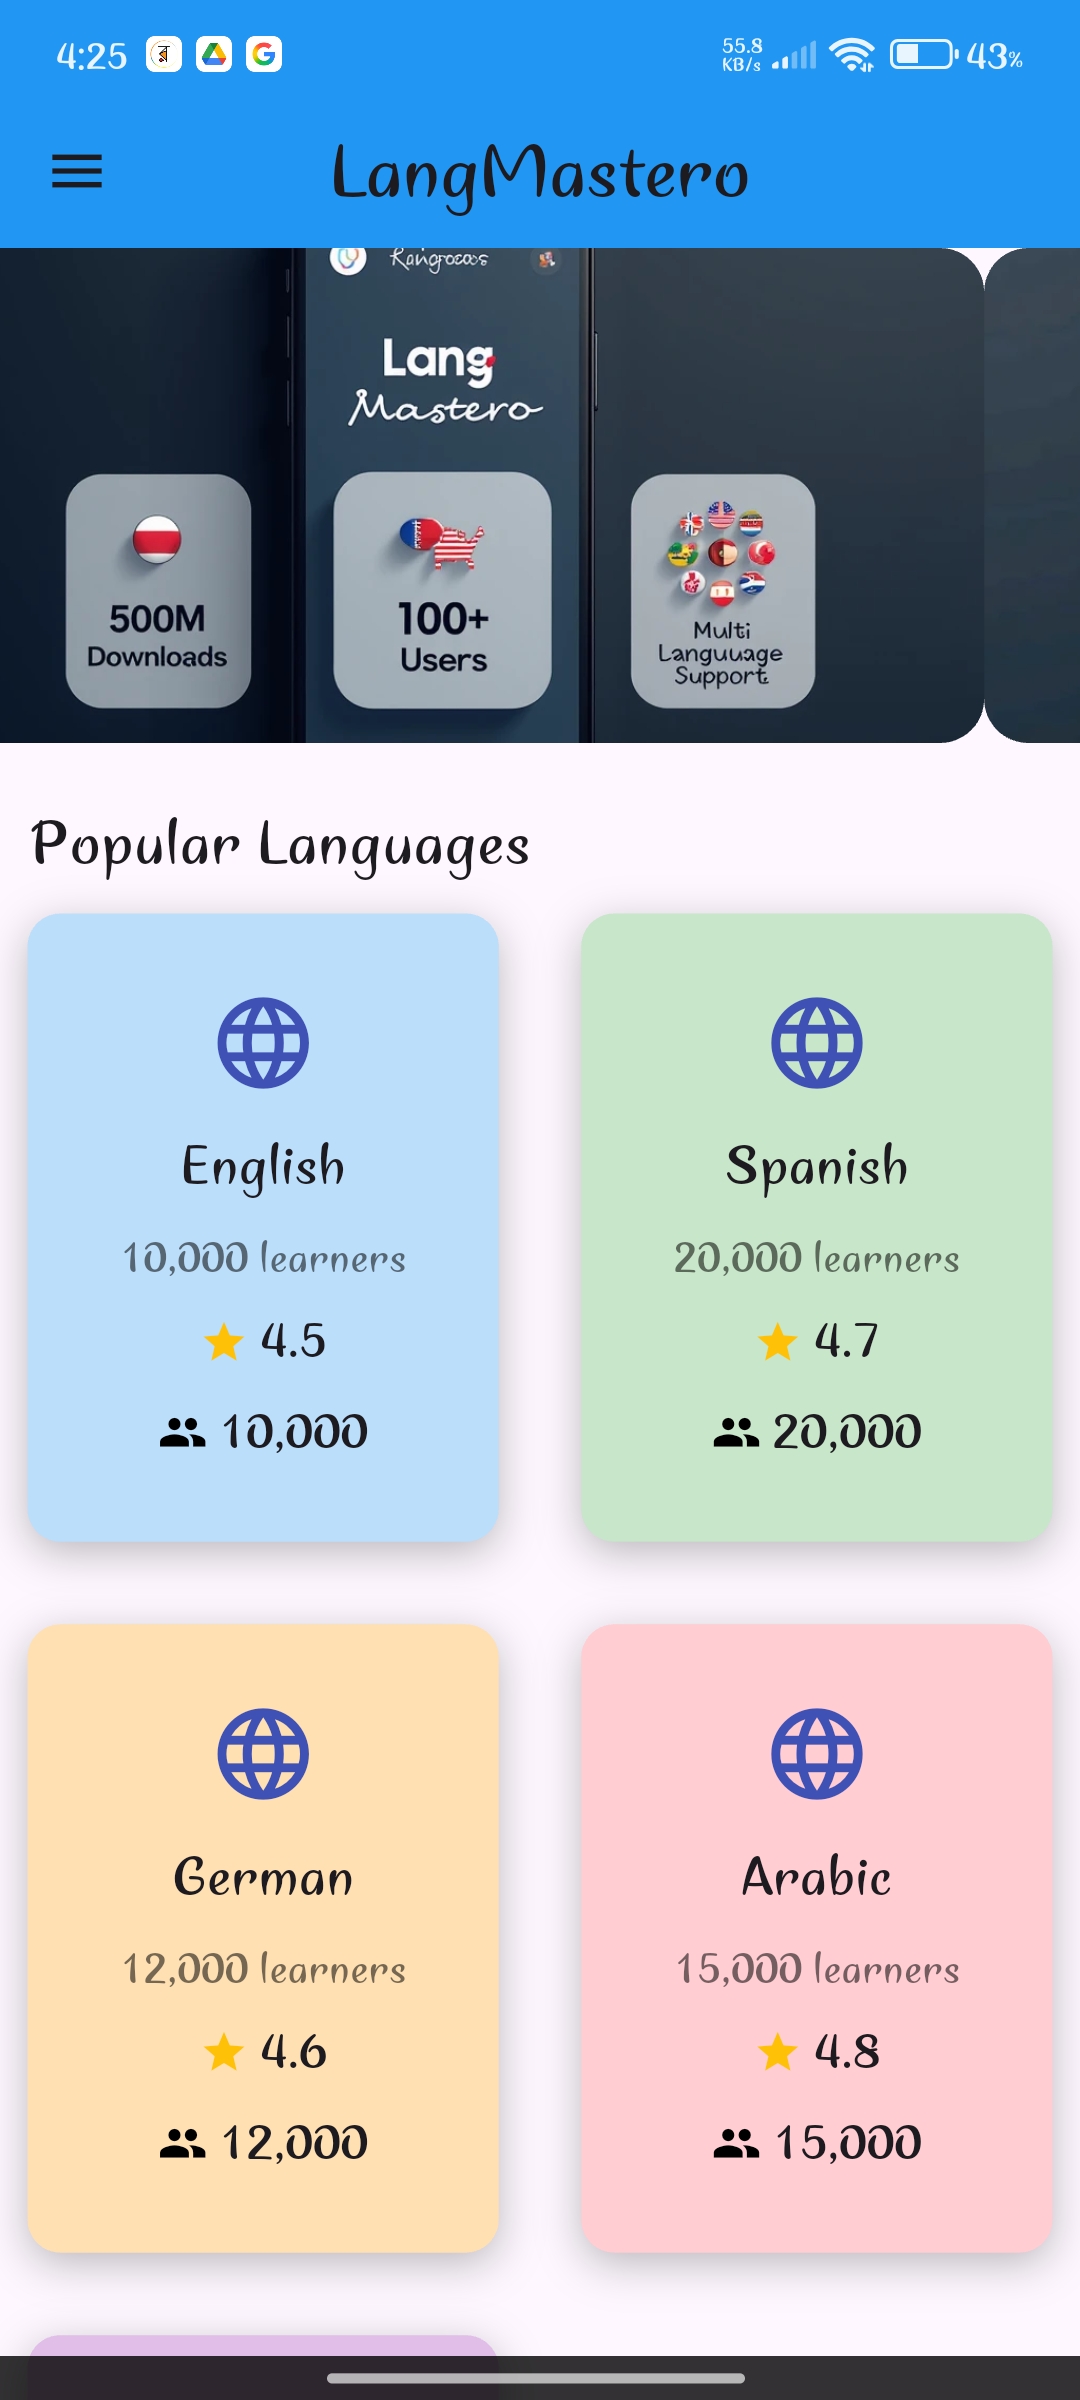 4:25
55.8
KB/s
43%
LangMastero
Lang
Mastero
500M
Downloads
100+
Users
Multi
Languuage
Support
Popular Languages
English
10,000 learners
4.5
10,000
Spanish
20,000 learners
4.7
20,000
German
12,000 learners
4.6
12,000
Arabic
15,000 learners
4.8
15,000